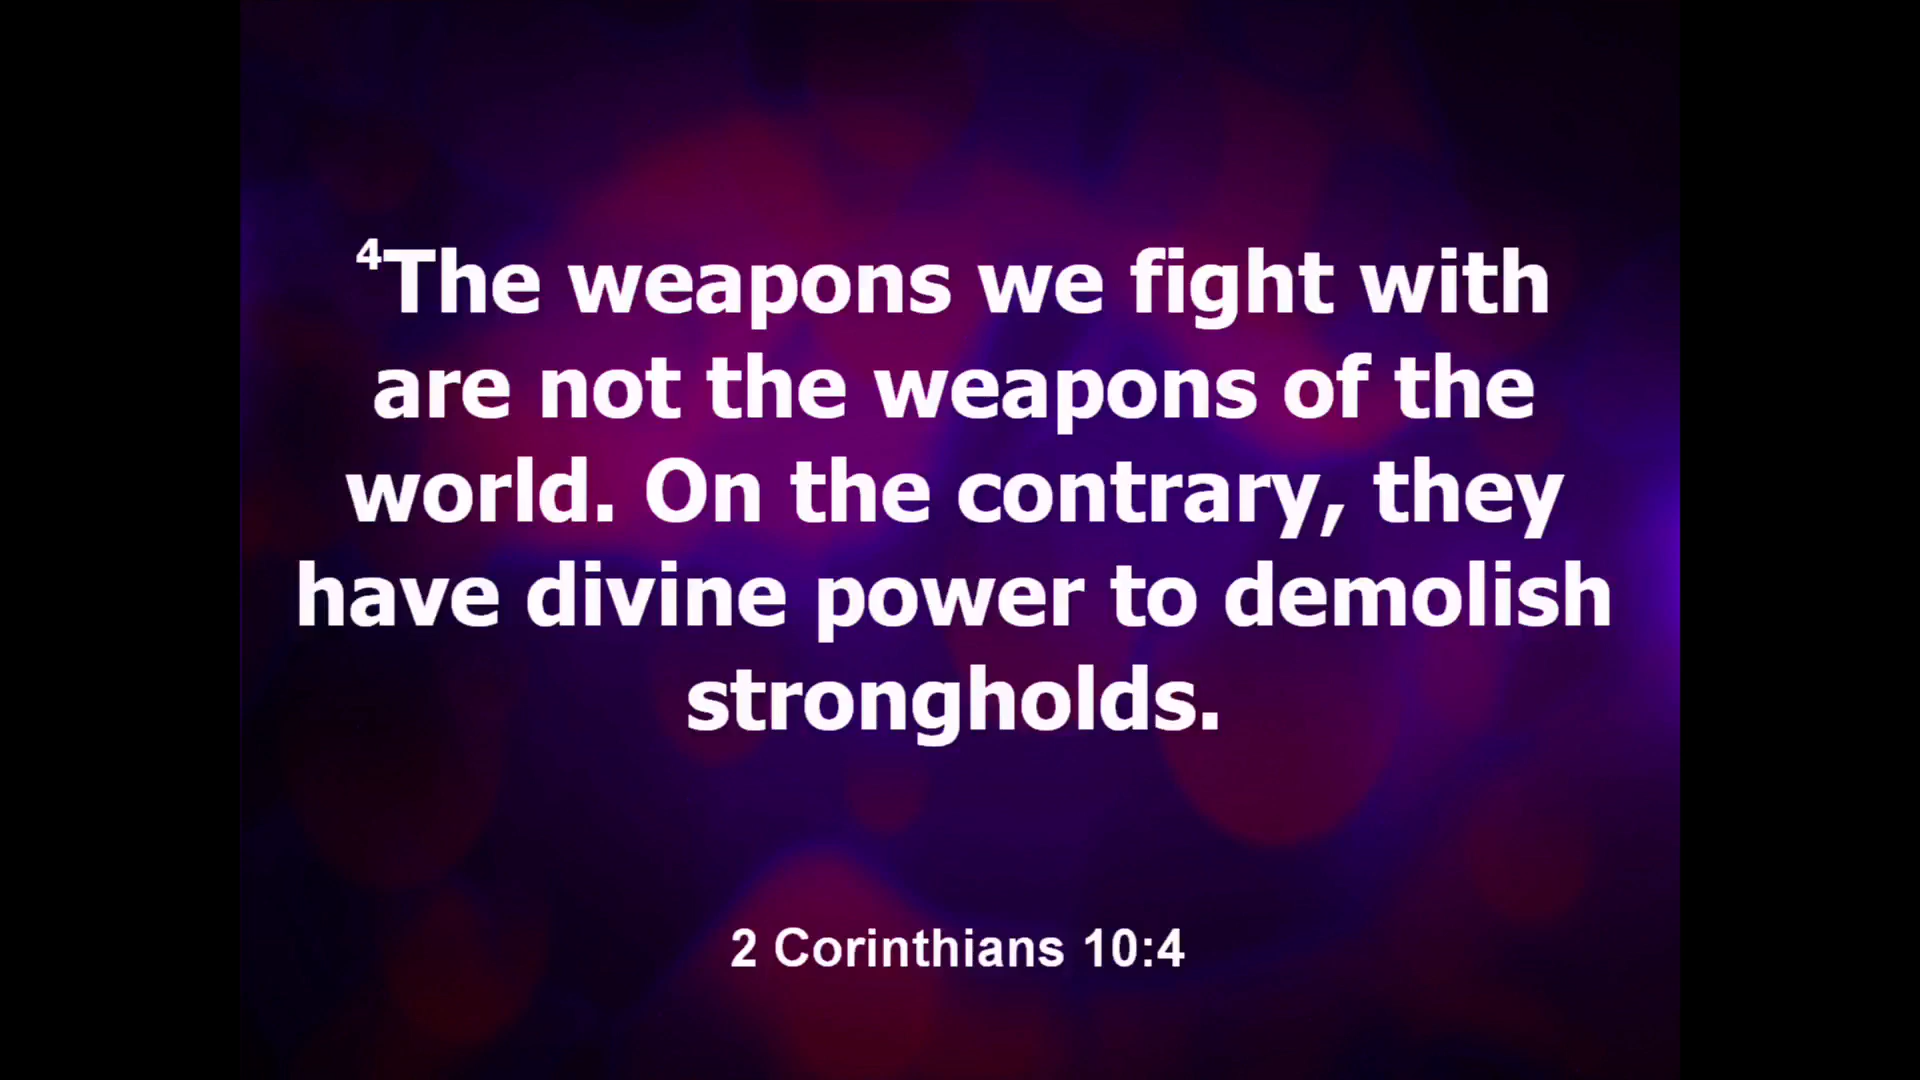 ⁴The weapons we fight with
are not the weapons of the
world. On the contrary, they
have divine power to demolish
strongholds.
2 Corinthians 10:4